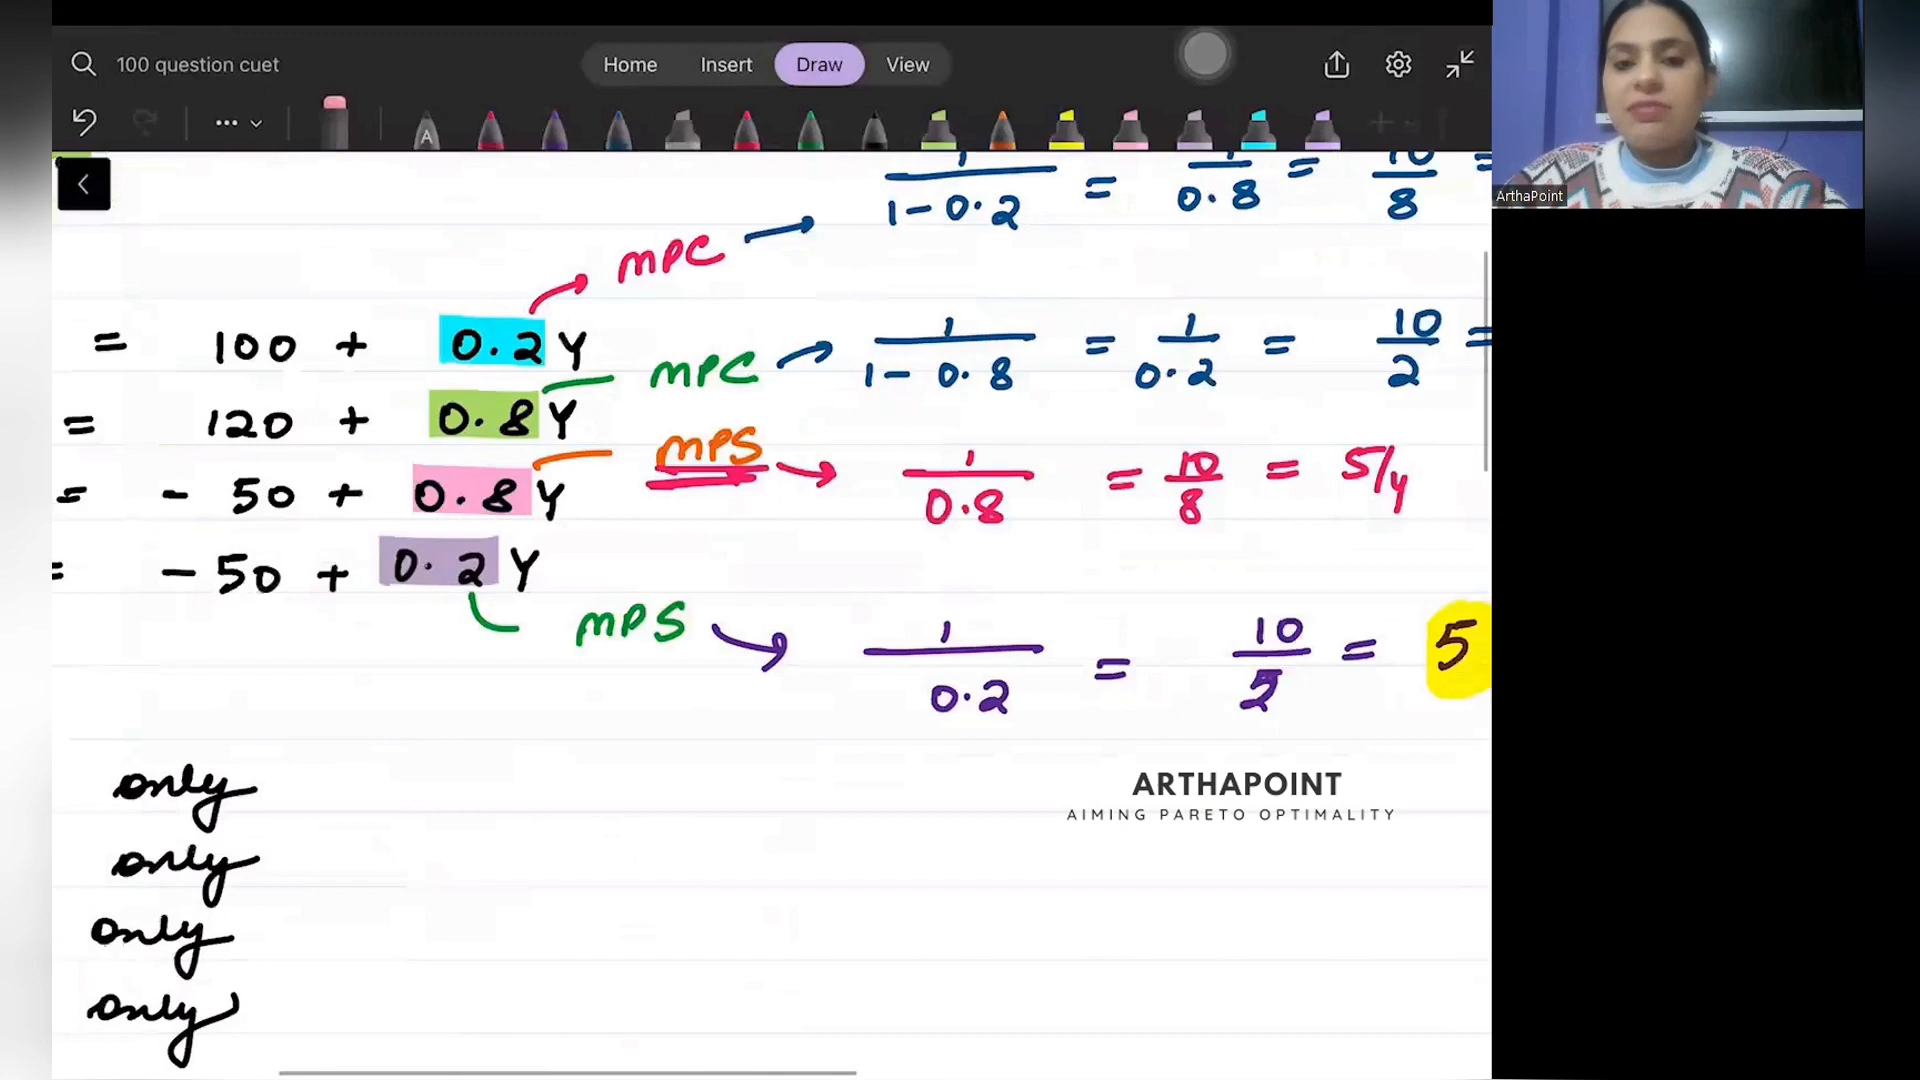 100 question cuet
Home Insert Draw View
A
ArthaPoint
1/(1 - 0.2) = 1/0.8 = 10/8 =
MPC
= 100 + 0.2Y
MPC 1/(1 - 0.8) = 1/0.2 = 10/2 =
= 120 + 0.8Y
MPS 1/0.8 = 10/8 = 5/4
= - 50 + 0.8Y
= - 50 + 0.2Y
MPS 1/0.2 = 10/2 = 5
only
ARTHAPOINT
AIMING PARETO OPTIMALITY
only
only
only